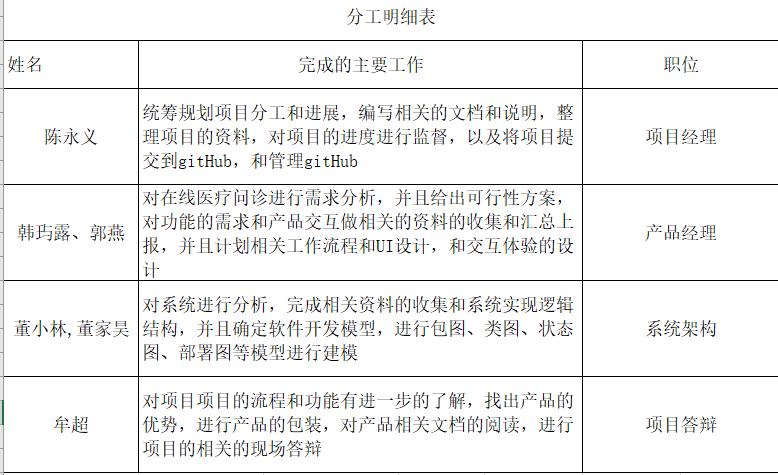 分工明细表
姓名 完成的主要工作 职位
陈永义
统筹规划项目分工和进展，编写相关的文档和说明，整
理项目的资料，对项目的进度进行监督，以及将项目提
交到gitHub，和管理gitHub
项目经理
韩玙露、郭燕
对在线医疗问诊进行需求分析，并且给出可行性方案，
对功能的需求和产品交互做相关的资料的收集和汇总上
报，并且计划相关工作流程和UI设计，和交互体验的设
计
产品经理
董小林,董家昊
对系统进行分析，完成相关资料的收集和系统实现逻辑
结构，并且确定软件开发模型，进行包图、类图、状态
图、部署图等模型进行建模
系统架构
牟超
对项目项目的流程和功能有进一步的了解，找出产品的
优势，进行产品的包装，对产品相关文档的阅读，进行
项目的相关的现场答辩
项目答辩